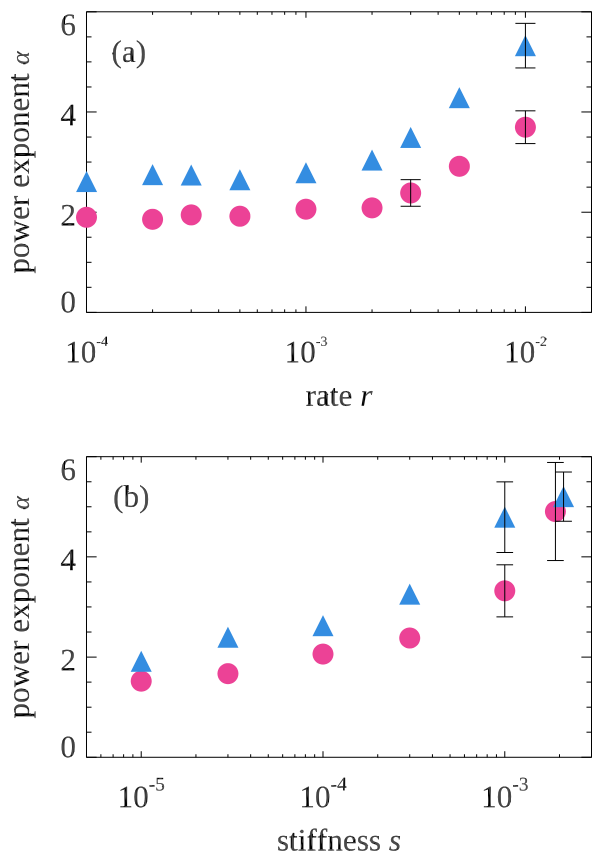 (a)
power exponent α
6
4
2
0
10-4
10-3
10-2
rate r
(b)
power exponent α
6
4
2
0
10-5
10-4
10-3
stiffness s